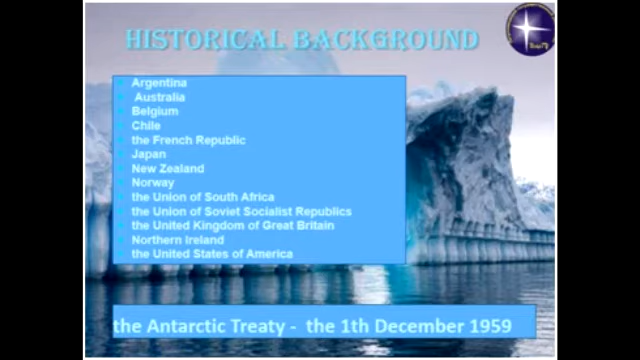 HISTORICAL BACKGROUND
Argentina
Australia
Belgium
Chile
the French Republic
Japan
New Zealand
Norway
the Union of South Africa
the Union of Soviet Socialist Republics
the United Kingdom of Great Britain
Northern Ireland
the United States of America
the Antarctic Treaty - the 1th December 1959